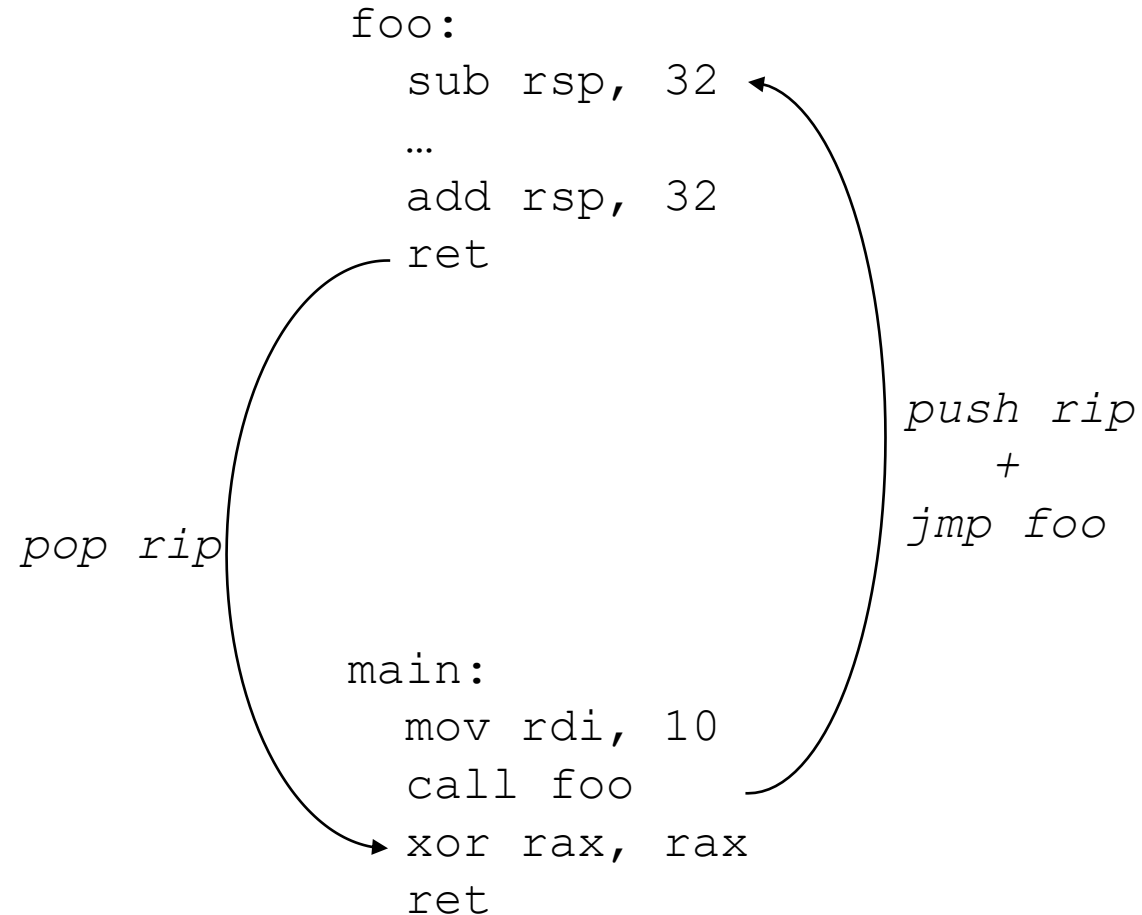 foo:
sub rsp, 32
…
add rsp, 32
ret
push rip
+
jmp foo
pop rip
main:
mov rdi, 10
call foo
xor rax, rax
ret